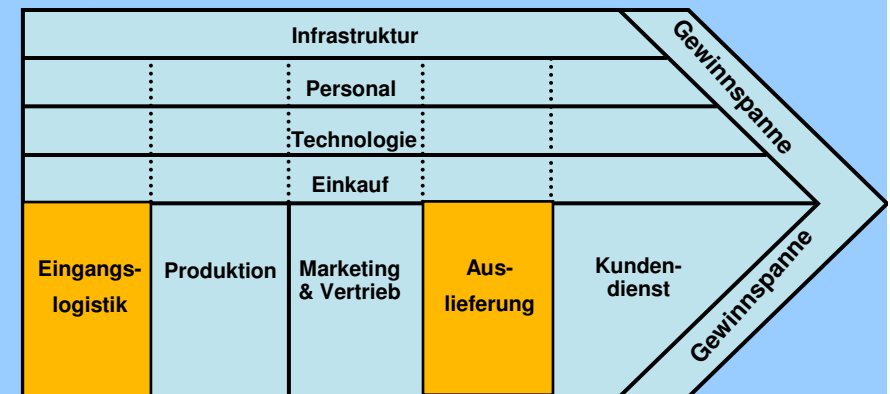 Infrastruktur
Personal
Technologie
Einkauf
Gewinnspanne
Eingangs-
logistik
Produktion
Marketing
& Vertrieb
Aus-
lieferung
Kunden-
dienst
Gewinnspanne